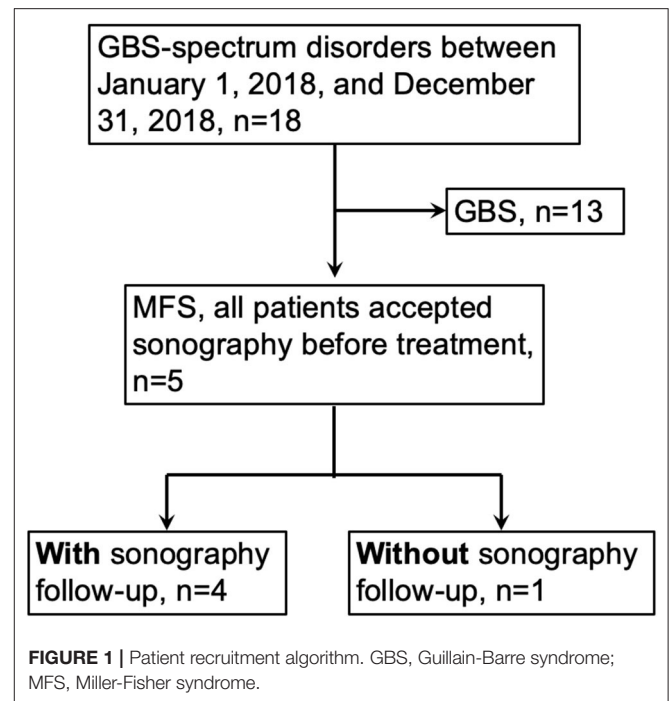 GBS-spectrum disorders between
January 1, 2018, and December
31, 2018, n=18
GBS, n=13
MFS, all patients accepted
sonography before treatment,
n=5
With sonography
follow-up, n=4
Without sonography
follow-up, n=1
FIGURE 1 | Patient recruitment algorithm. GBS, Guillain-Barre syndrome;
MFS, Miller-Fisher syndrome.